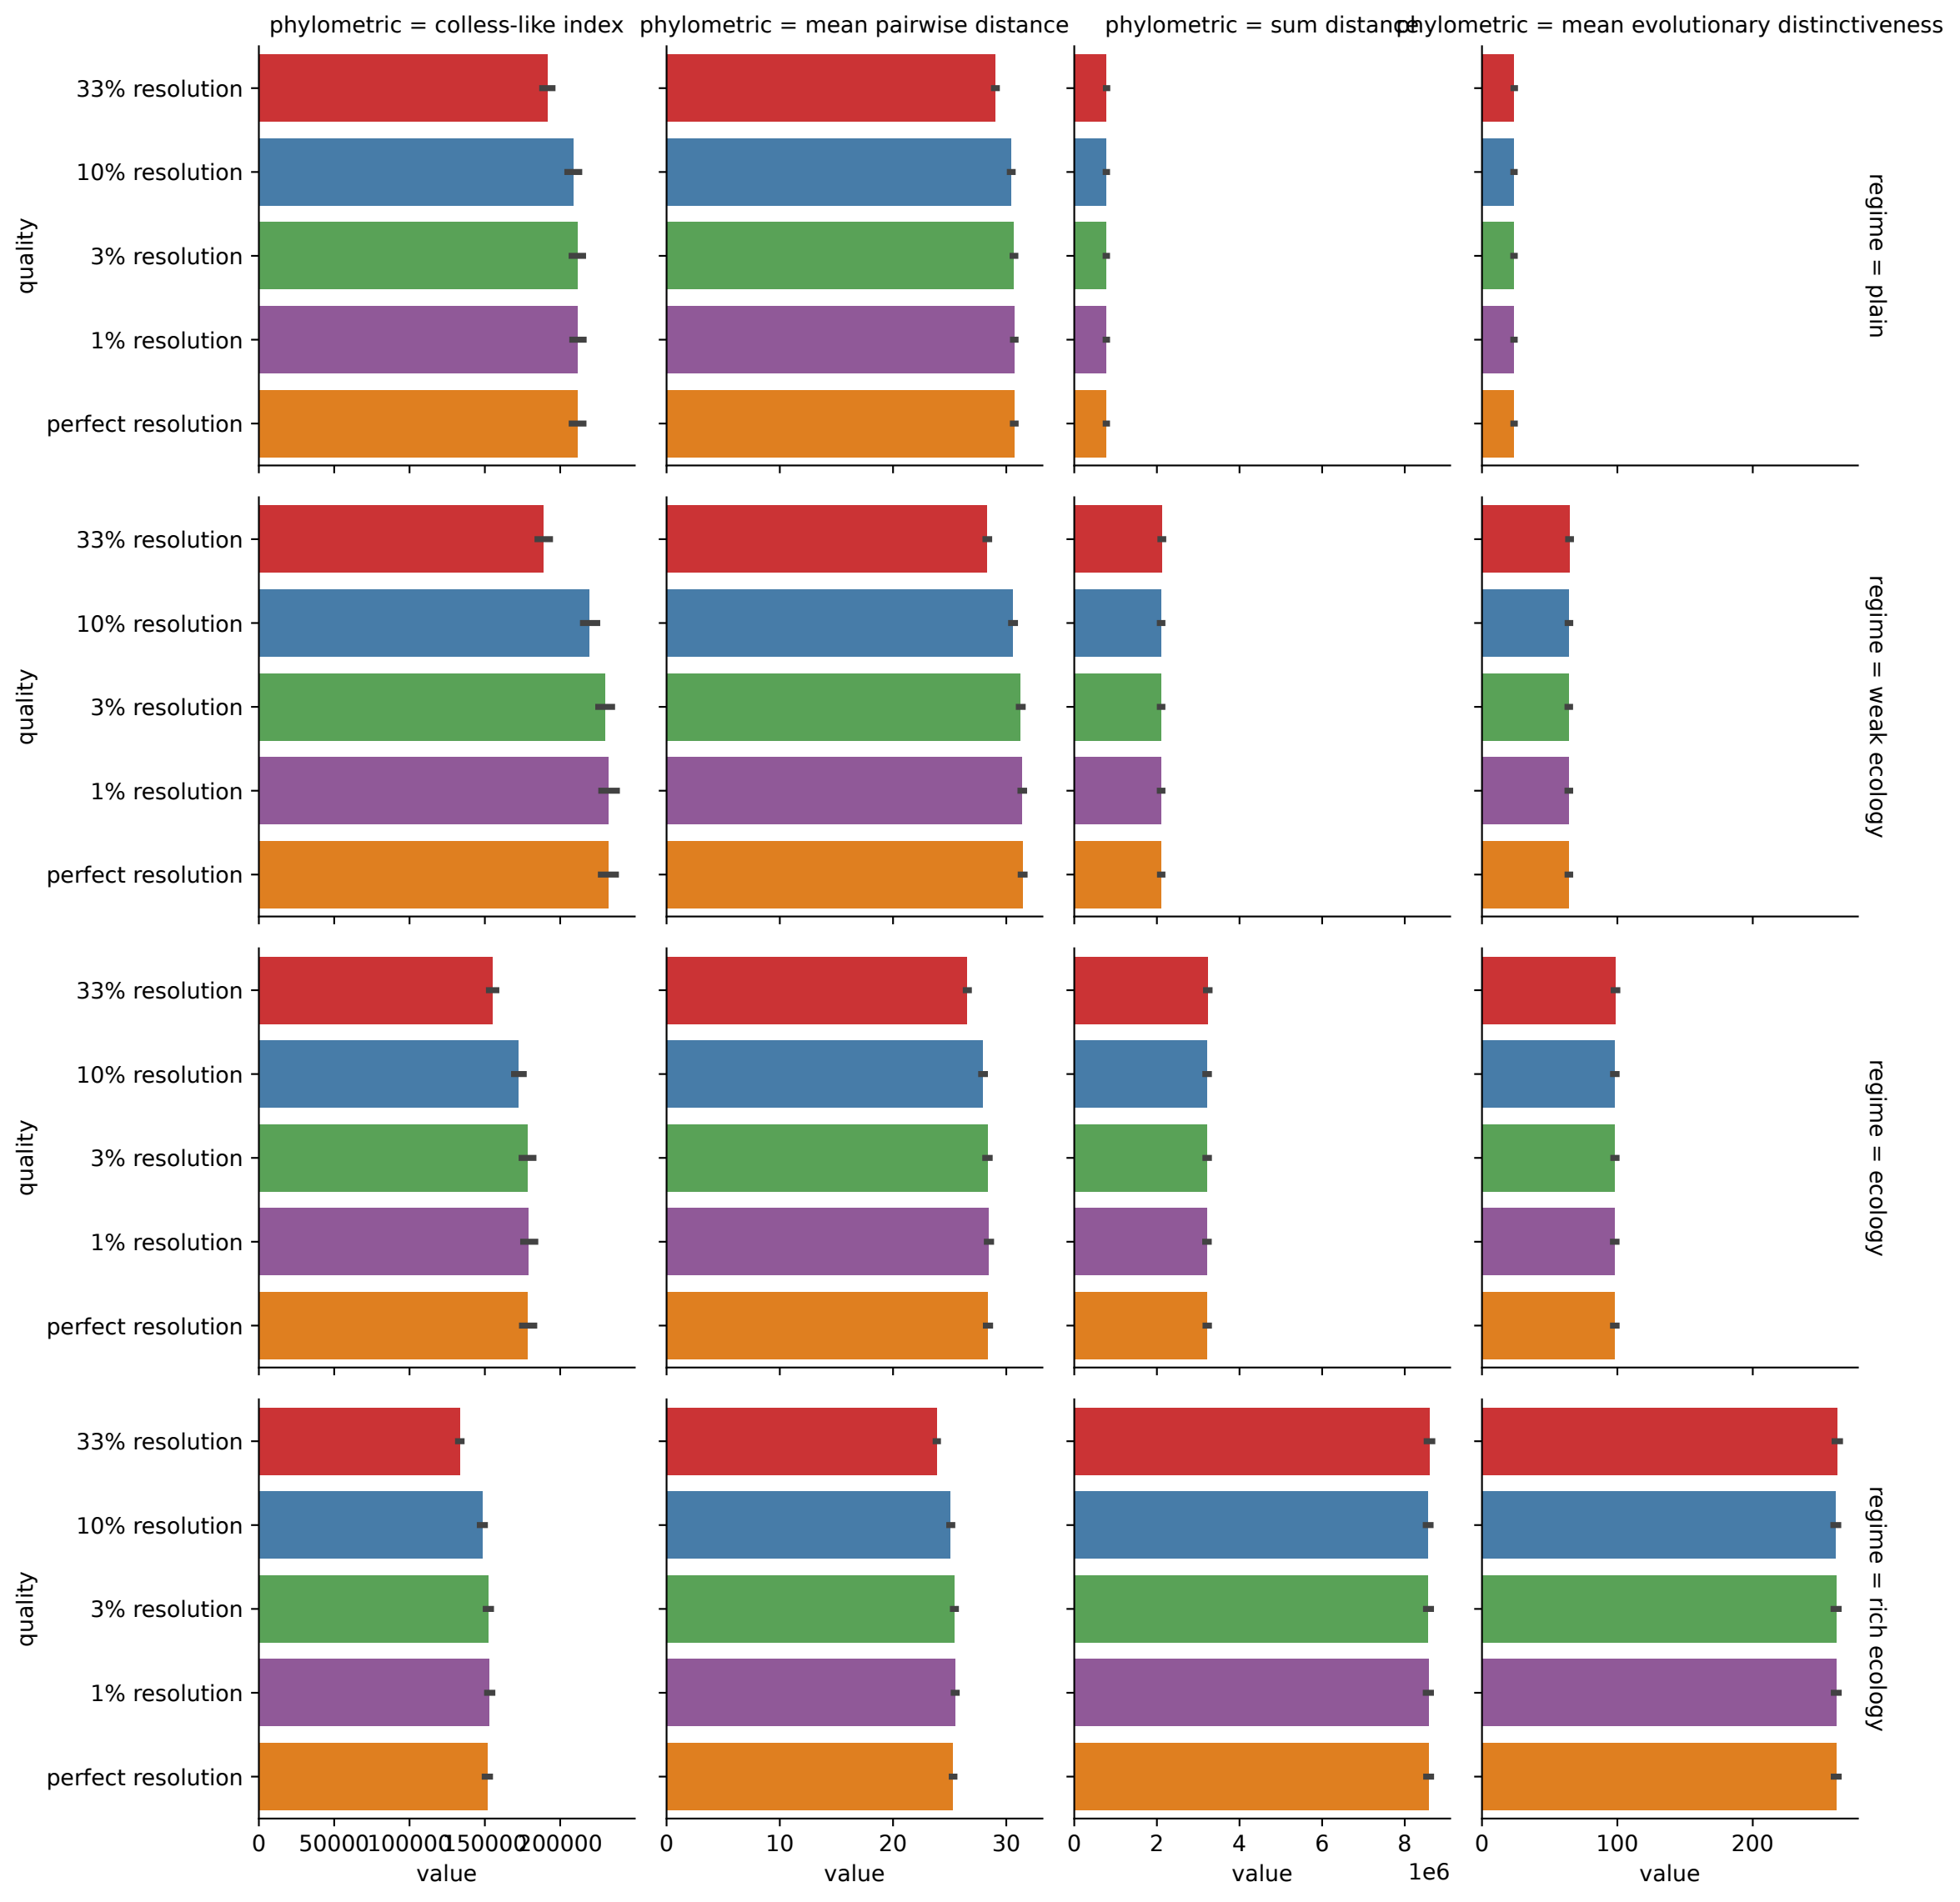 phylometric = colless-like index
phylometric = mean pairwise distance
phylometric = sum distance
phylometric = mean evolutionary distinctiveness
quality
33% resolution
10% resolution
3% resolution
1% resolution
perfect resolution
regime = plain
quality
33% resolution
10% resolution
3% resolution
1% resolution
perfect resolution
regime = weak ecology
quality
33% resolution
10% resolution
3% resolution
1% resolution
perfect resolution
regime = ecology
quality
33% resolution
10% resolution
3% resolution
1% resolution
perfect resolution
regime = rich ecology
0 50000 100000 150000 200000
value
0 10 20 30
value
0 2 4 6 8
1e6
value
0 100 200
value